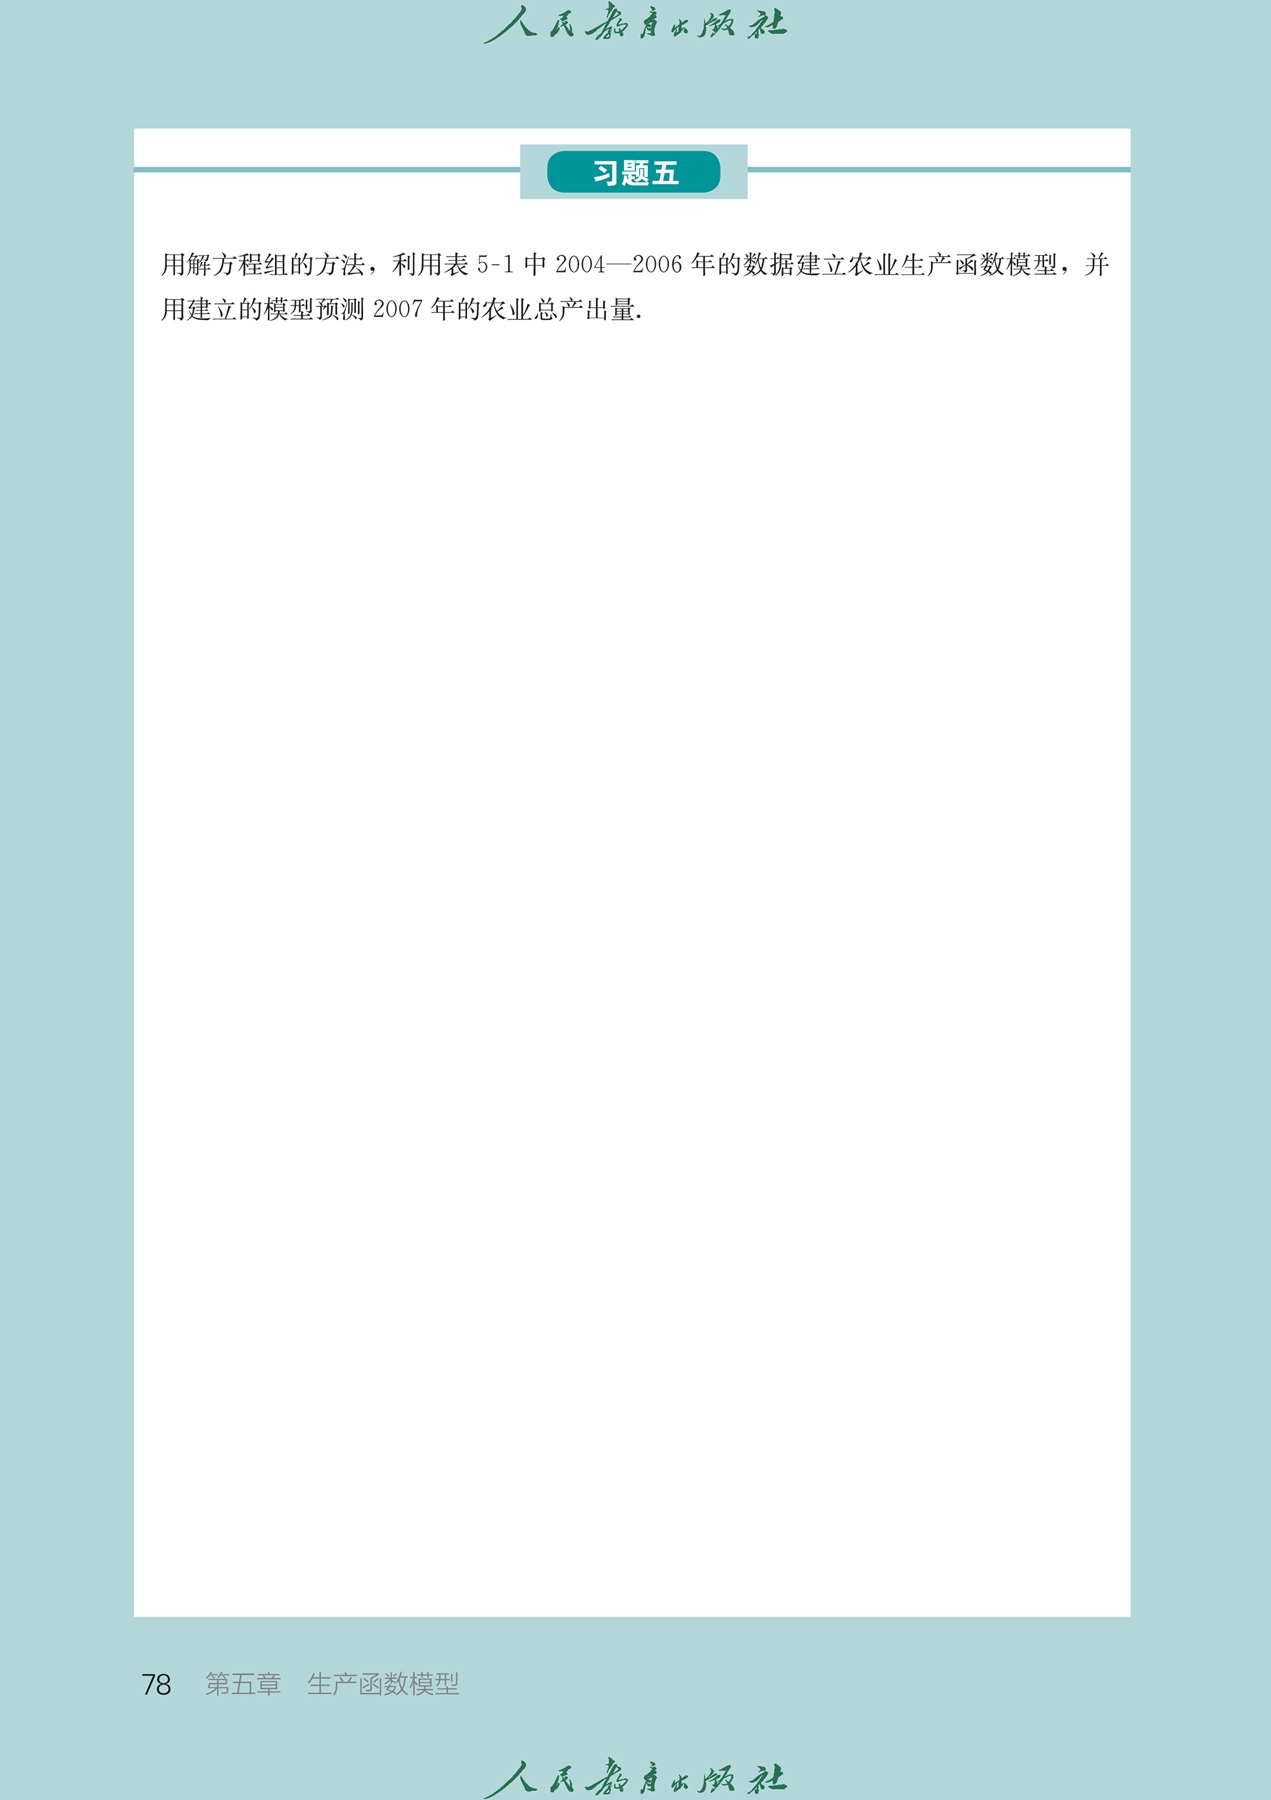 人民教育出版社
习题五
用解方程组的方法，利用表 5-1 中 2004—2006 年的数据建立农业生产函数模型，并
用建立的模型预测 2007 年的农业总产出量.
78 第五章 生产函数模型
人民教育出版社